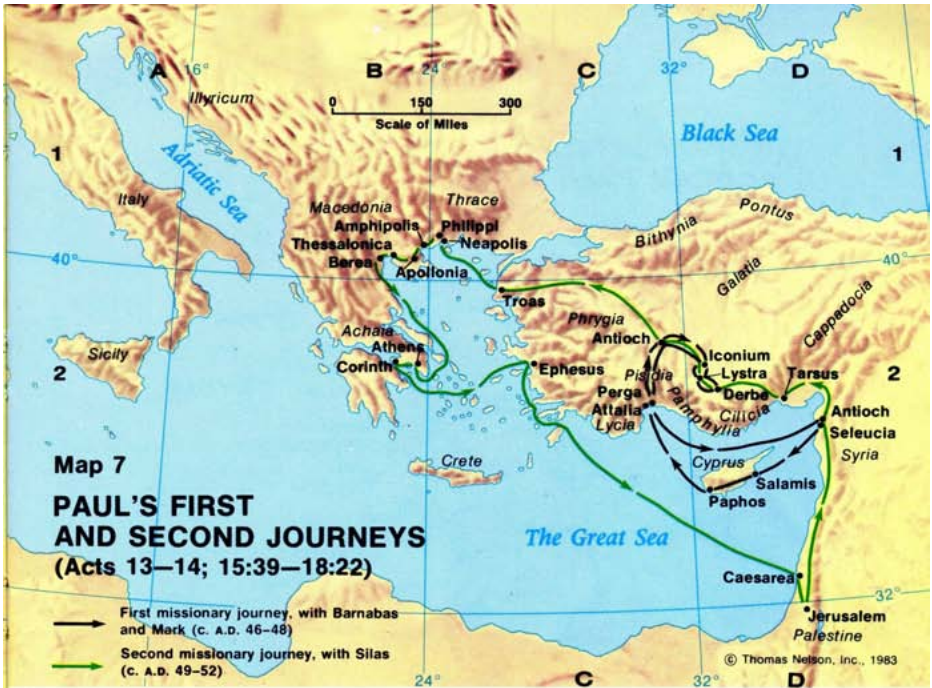 A
16°
B
24°
C
32°
D
Illyricum
0 150 300
Scale of Miles
Black Sea
1
1
Adriatic Sea
Italy
Macedonia
Thrace
Pontus
Amphipolis
Philippi
Bithynia
Thessalonica
Neapolis
Berea
40°
40°
Apollonia
Galatia
Troas
Cappadocia
Phrygia
Achaia
Antioch
Sicily
Athens
Iconium
Corinth
Ephesus
Lystra
Tarsus
2
2
Pisidia
Derbe
Perga
Attalia
Pamphylia
Cilicia
Antioch
Lycia
Seleucia
Map 7
Crete
Cyprus
Syria
Salamis
Paphos
PAUL'S FIRST
AND SECOND JOURNEYS
(Acts 13—14; 15:39—18:22)
The Great Sea
Caesarea
32°
First missionary journey, with Barnabas
and Mark (c. A.D. 46–48)
Jerusalem
Palestine
Second missionary journey, with Silas
(c. A.D. 49–52)
© Thomas Nelson, Inc., 1983
32°
24°
C
32°
D